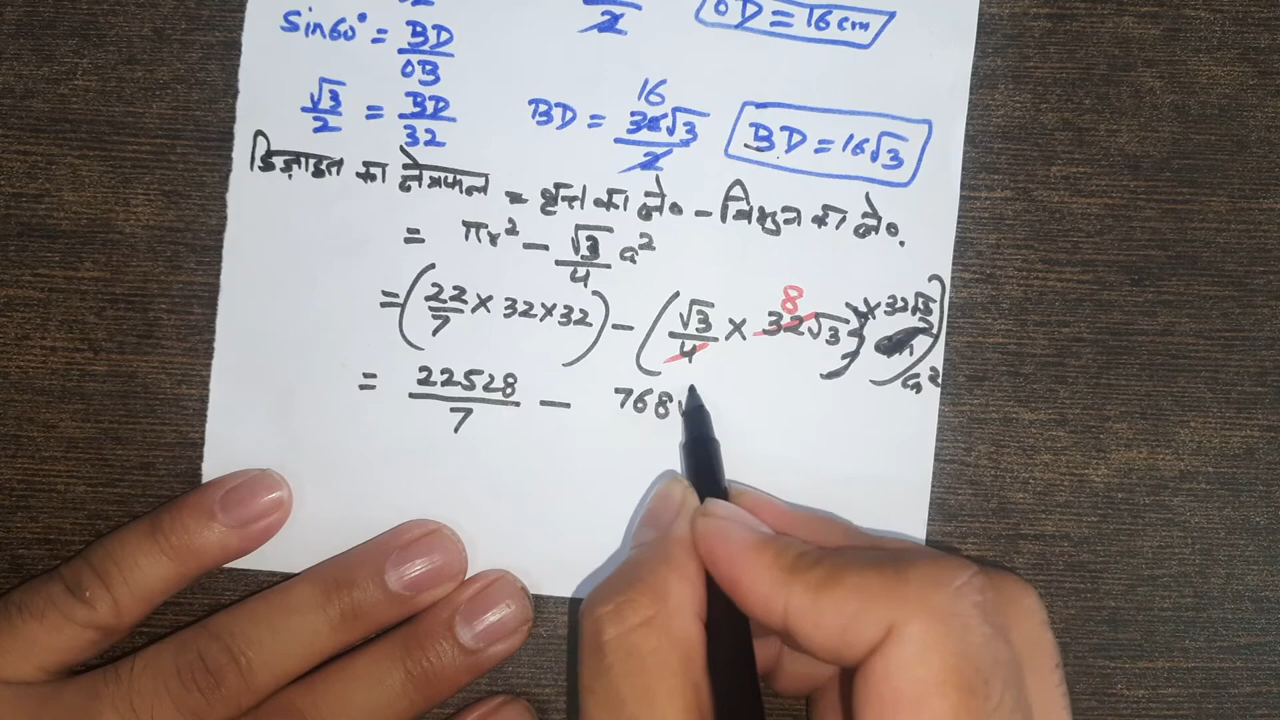 2 OD = 16 cm
sin60° = BD/OB
√3/2 = BD/32 BD = 16 32√3/2 BD = 16√3
डिज़ाइन का क्षेत्रफल = वृत्त का क्षे० - त्रिभुज का क्षे०.
= πr² - √3/4 a²
= (22/7 × 32 × 32) - (√3/4 × 8 32√3) × 32√3) a²
= 22528/7 - 768